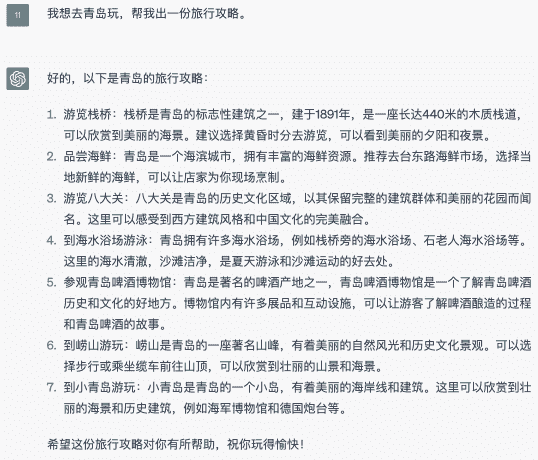 11
我想去青岛玩，帮我出一份旅行攻略。
好的，以下是青岛的旅行攻略：
1. 游览栈桥：栈桥是青岛的标志性建筑之一，建于1891年，是一座长达440米的木质栈道，
可以欣赏到美丽的海景。建议选择黄昏时分去游览，可以看到美丽的夕阳和夜景。
2. 品尝海鲜：青岛是一个海滨城市，拥有丰富的海鲜资源。推荐去台东路海鲜市场，选择当
地新鲜的海鲜，可以让店家为你现场烹制。
3. 游览八大关：八大关是青岛的历史文化区域，以其保留完整的建筑群体和美丽的花园而闻
名。这里可以感受到西方建筑风格和中国文化的完美融合。
4. 到海水浴场游泳：青岛拥有许多海水浴场，例如栈桥旁的海水浴场、石老人海水浴场等。
这里的海水清澈，沙滩洁净，是夏天游泳和沙滩运动的好去处。
5. 参观青岛啤酒博物馆：青岛是著名的啤酒产地之一，青岛啤酒博物馆是一个了解青岛啤酒
历史和文化的好地方。博物馆内有许多展品和互动设施，可以让游客了解啤酒酿造的过程
和青岛啤酒的故事。
6. 到崂山游玩：崂山是青岛的一座著名山峰，有着美丽的自然风光和历史文化景观。可以选
择步行或乘坐缆车前往山顶，可以欣赏到壮丽的山景和海景。
7. 到小青岛游玩：小青岛是青岛的一个小岛，有着美丽的海岸线和建筑。这里可以欣赏到壮
丽的海景和历史建筑，例如海军博物馆和德国炮台等。
希望这份旅行攻略对你有所帮助，祝你玩得愉快！